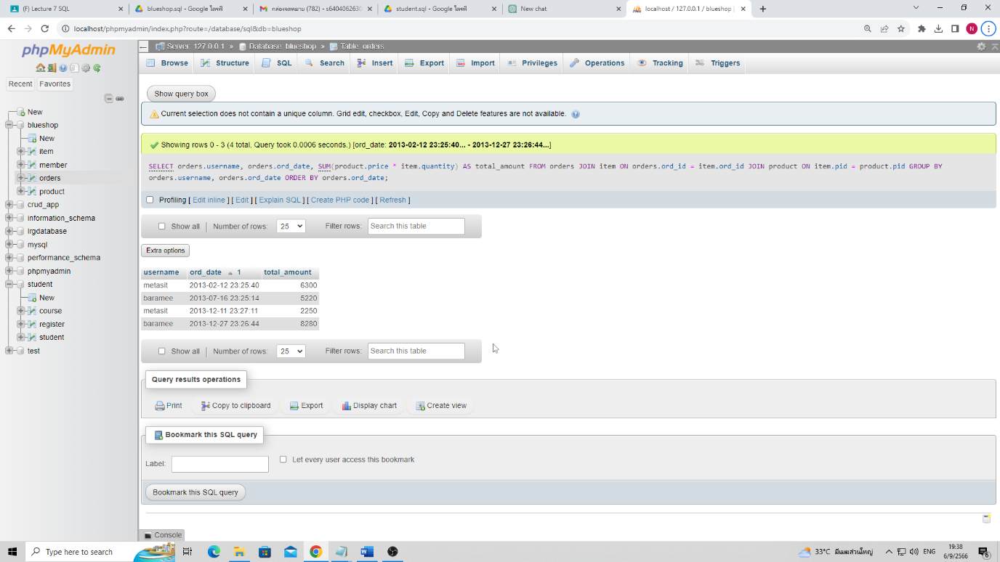 (F) Lecture 7 SQL
blueshop.sql - Google ไดรฟ์
กล่องจดหมาย (782) - s6404062630
student.sql - Google ไดรฟ์
New chat
localhost / 127.0.0.1 / blueshop |
localhost/phpmyadmin/index.php?route=/database/sql&db=blueshop
N
phpMyAdmin
Recent
Favorites
New
blueshop
New
item
member
orders
product
crud_app
information_schema
lrgdatabase
mysql
performance_schema
phpmyadmin
student
New
course
register
student
test
Server: 127.0.0.1 » Database: blueshop » Table: orders
Browse
Structure
SQL
Search
Insert
Export
Import
Privileges
Operations
Tracking
Triggers
Show query box
Current selection does not contain a unique column. Grid edit, checkbox, Edit, Copy and Delete features are not available.
Showing rows 0 - 3 (4 total, Query took 0.0006 seconds.) [ord_date: 2013-02-12 23:25:40... - 2013-12-27 23:26:44...]
SELECT orders.username, orders.ord_date, SUM(product.price * item.quantity) AS total_amount FROM orders JOIN item ON orders.ord_id = item.ord_id JOIN product ON item.pid = product.pid GROUP BY
orders.username, orders.ord_date ORDER BY orders.ord_date;
Profiling [ Edit inline ] [ Edit ] [ Explain SQL ] [ Create PHP code ] [ Refresh ]
Show all | Number of rows: 25 Filter rows: Search this table
Extra options
username ord_date 1 total_amount
metasit 2013-02-12 23:25:40 6300
baramee 2013-07-16 23:25:14 5220
metasit 2013-12-11 23:27:11 2250
baramee 2013-12-27 23:26:44 8280
Show all | Number of rows: 25 Filter rows: Search this table
Query results operations
Print
Copy to clipboard
Export
Display chart
Create view
Bookmark this SQL query
Label:
Let every user access this bookmark
Bookmark this SQL query
Console
Type here to search
33°C มีเมฆส่วนใหญ่
ENG
19:38
6/9/2566
6